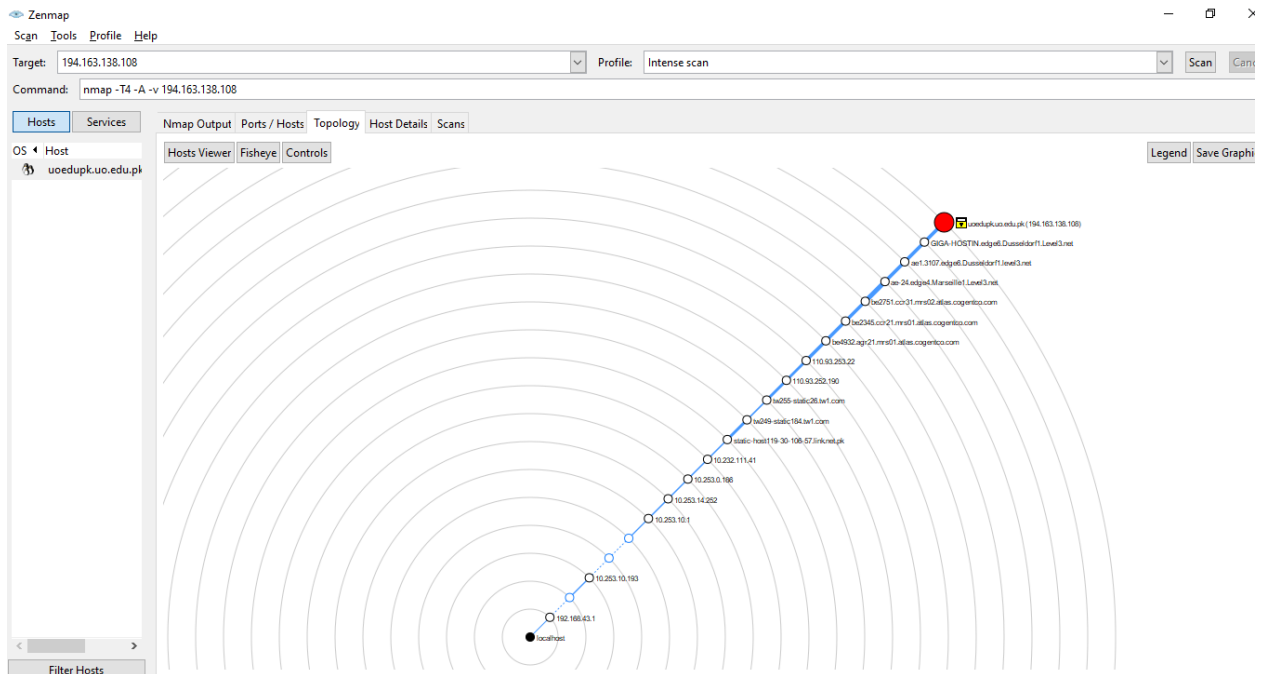 Zenmap
Scan Tools Profile Help
Target: 194.163.138.108 Profile: Intense scan Scan Canc
Command: nmap -T4 -A -v 194.163.138.108
Hosts Services Nmap Output Ports / Hosts Topology Host Details Scans
OS Host Hosts Viewer Fisheye Controls Legend Save Graphi
uoedupk.uo.edu.pk
uoedupk.uo.edu.pk (194.163.138.108)
GIGA-HOSTIN.edge6.Dusseldorf1.Level3.net
ae1.3107.edge6.Dusseldorf1.level3.net
ae-24.edge4.Marseille1.Level3.net
be2751.ccr31.mrs02.atlas.cogentco.com
be2345.ccr21.mrs01.atlas.cogentco.com
be4932.agr21.mrs01.atlas.cogentco.com
110.93.253.22
110.93.252.190
tw255-static26.tw1.com
tw249-static184.tw1.com
static-host119-30-106-57.link.net.pk
10.232.111.41
10.253.0.186
10.253.14.252
10.253.10.1
10.253.10.193
192.168.43.1
localhost
Filter Hosts